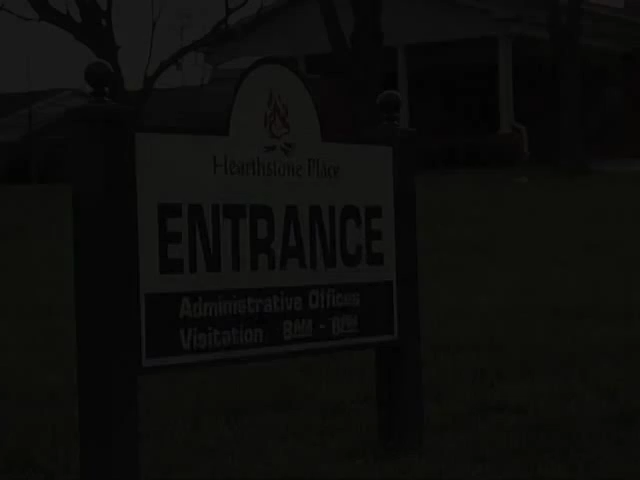 Hearthstone Place
ENTRANCE
Administrative Offices
Visitation 8AM - 8PM